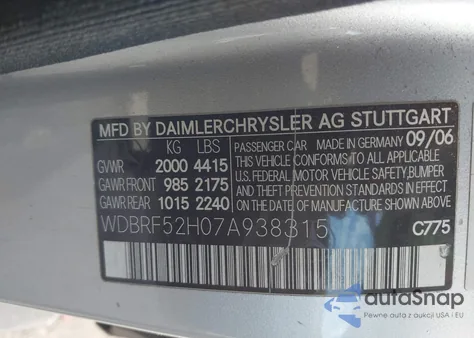 MFD BY DAIMLERCHRYSLER AG STUTTGART
KG LBS
GVWR 2000 4415
GAWR FRONT 985 2175
GAWR REAR 1015 2240
PASSENGER CAR MADE IN GERMANY 09/06
THIS VEHICLE CONFORMS TO ALL APPLICABLE
U.S. FEDERAL MOTOR VEHICLE SAFETY,BUMPER
AND THEFT PREVENTION STANDARDS IN EFFECT
ON THE DATE OF MANUFACTURE SHOWN ABOVE
WDBRF52H07A938315
C775
autoSnap
Pewne auta z aukcji USA i EU